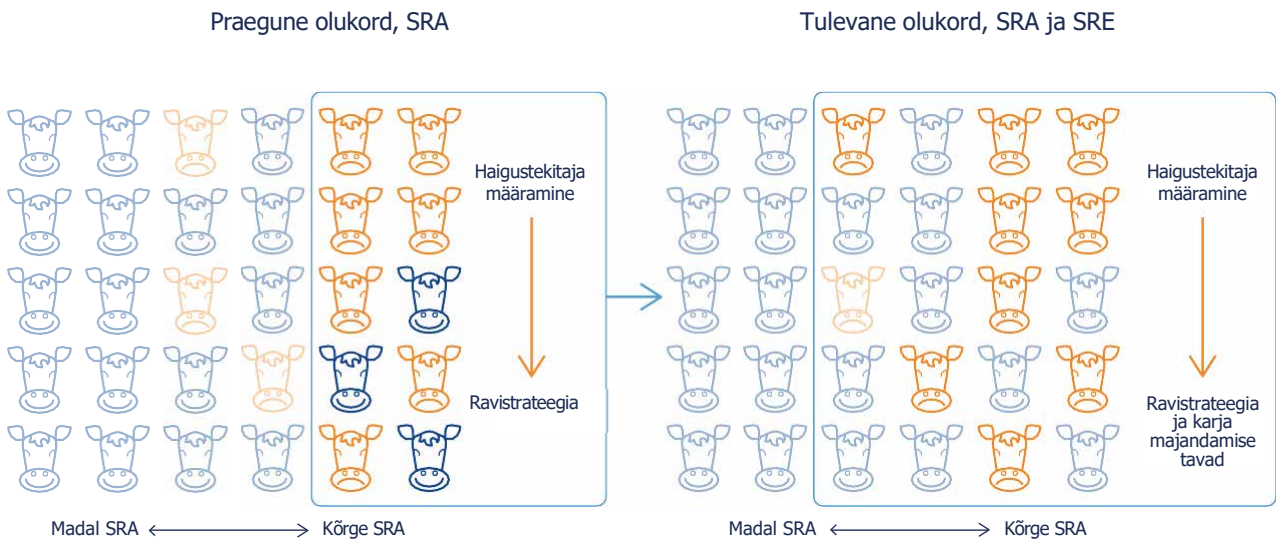 Praegune olukord, SRA
Tulevane olukord, SRA ja SRE
Haigustekitaja
määramine
Ravistrateegia
Haigustekitaja
määramine
Ravistrateegia
ja karja
majandamise
tavad
Madal SRA
Kõrge SRA
Madal SRA
Kõrge SRA